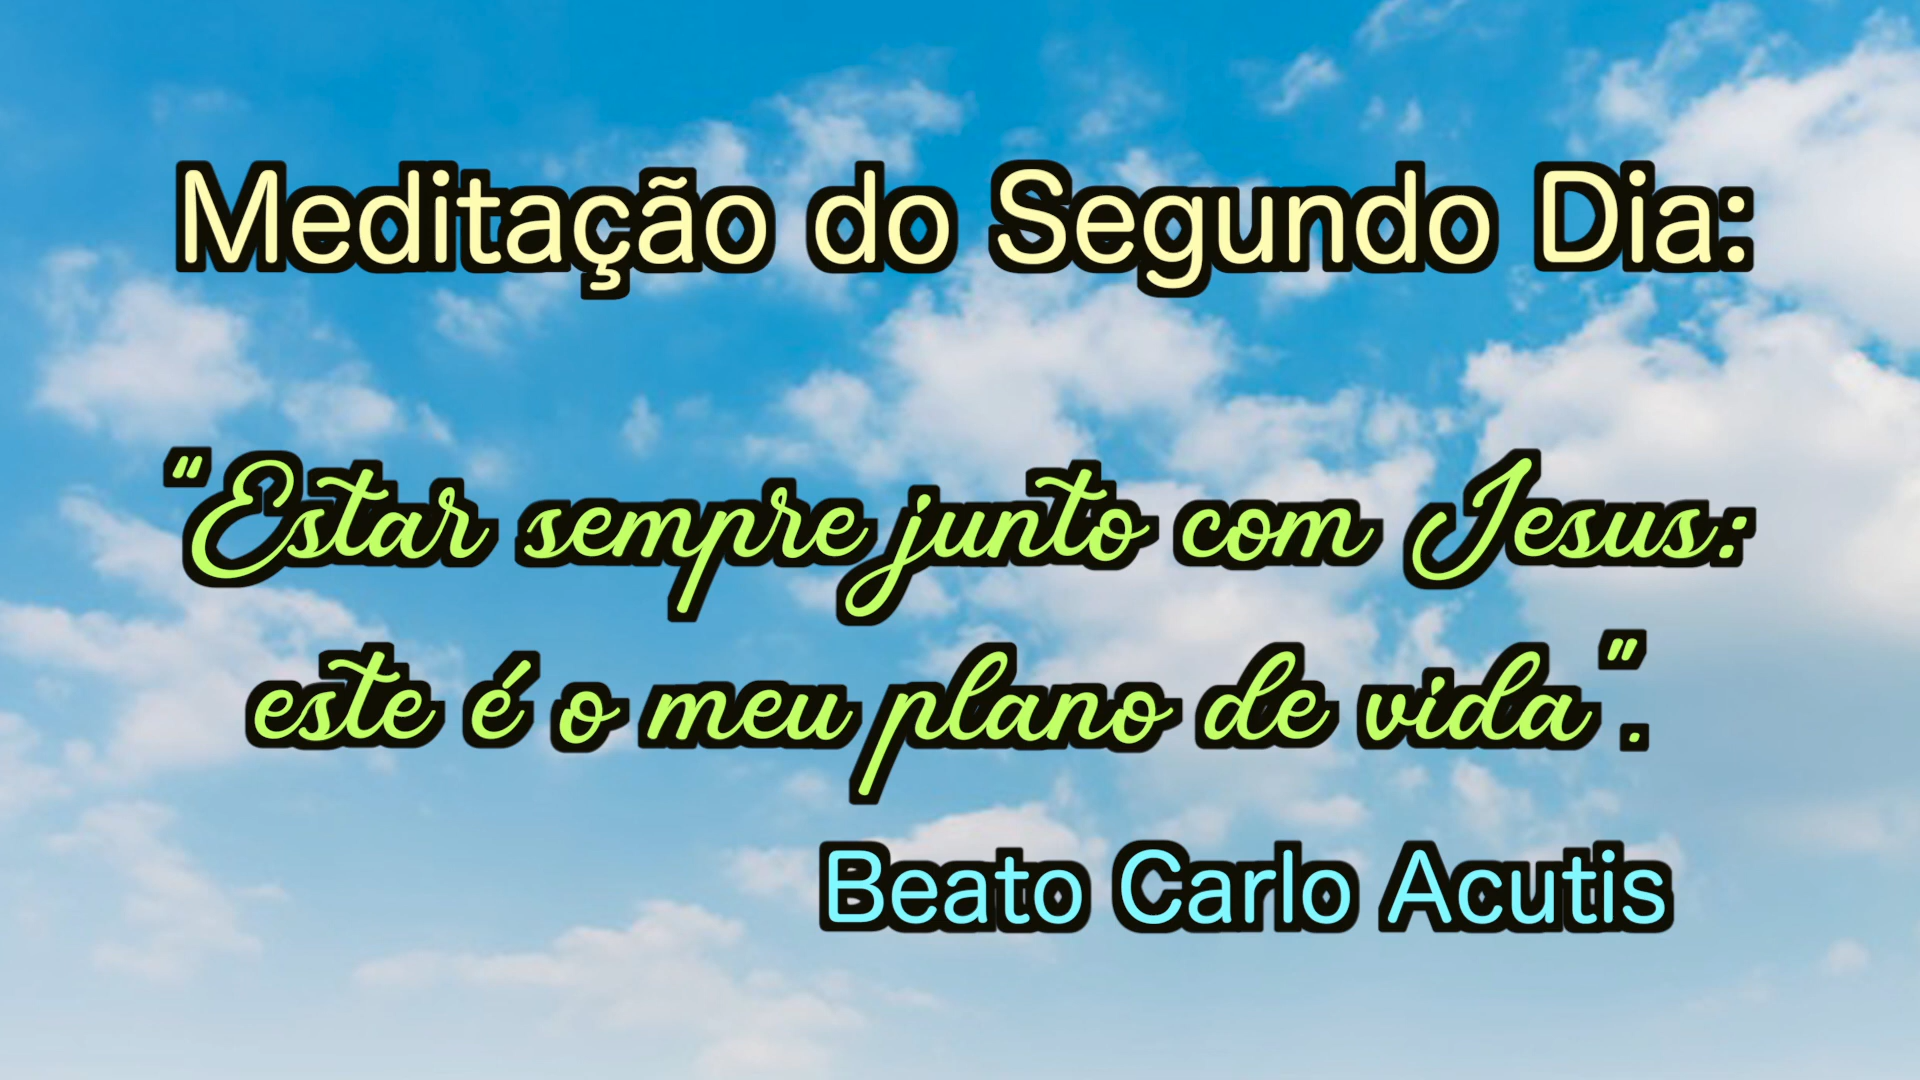 Meditação do Segundo Dia:
“Estar sempre junto com Jesus:
este é o meu plano de vida”.
Beato Carlo Acutis